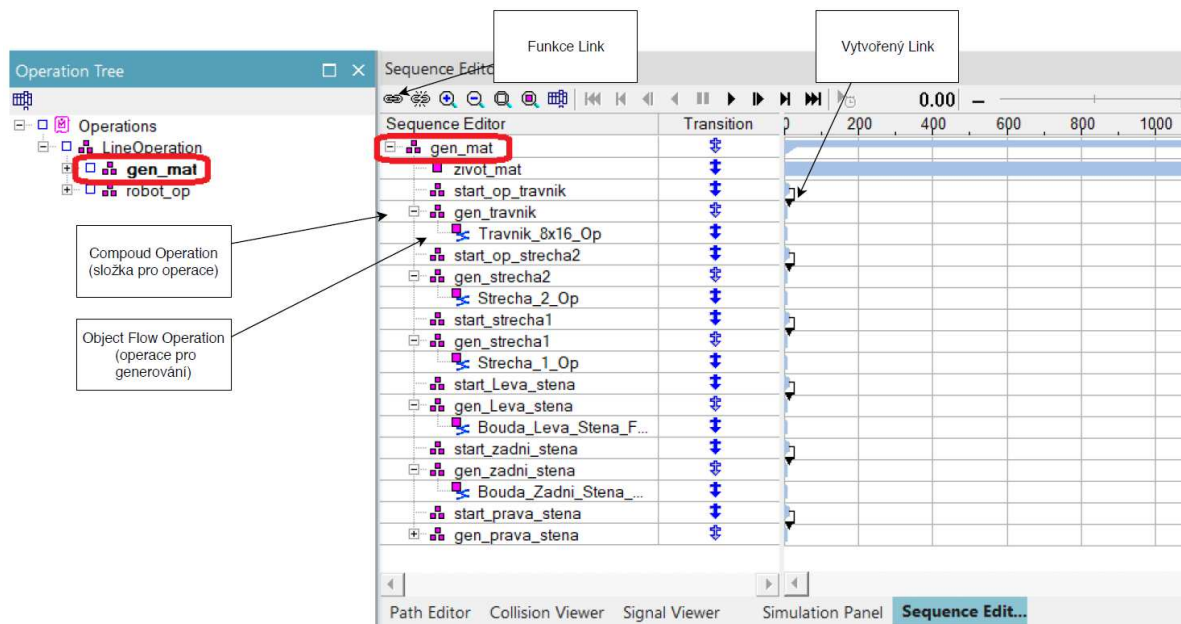 Funkce Link
Vytvořený Link
Operation Tree
Operations
LineOperation
gen_mat
robot_op
Compoud Operation
(složka pro operace)
Object Flow Operation
(operace pro
generování)
0.00
Sequence Editor
Transition
0 200 400 600 800 1000
gen_mat
zivot_mat
start_op_travnik
gen_travnik
Travnik_8x16_Op
start_op_strecha2
gen_strecha2
Strecha_2_Op
start_strecha1
gen_strecha1
Strecha_1_Op
start_Leva_stena
gen_Leva_stena
Bouda_Leva_Stena_F...
start_zadni_stena
gen_zadni_stena
Bouda_Zadni_Stena_...
start_prava_stena
gen_prava_stena
Path Editor Collision Viewer Signal Viewer Simulation Panel Sequence Edit...